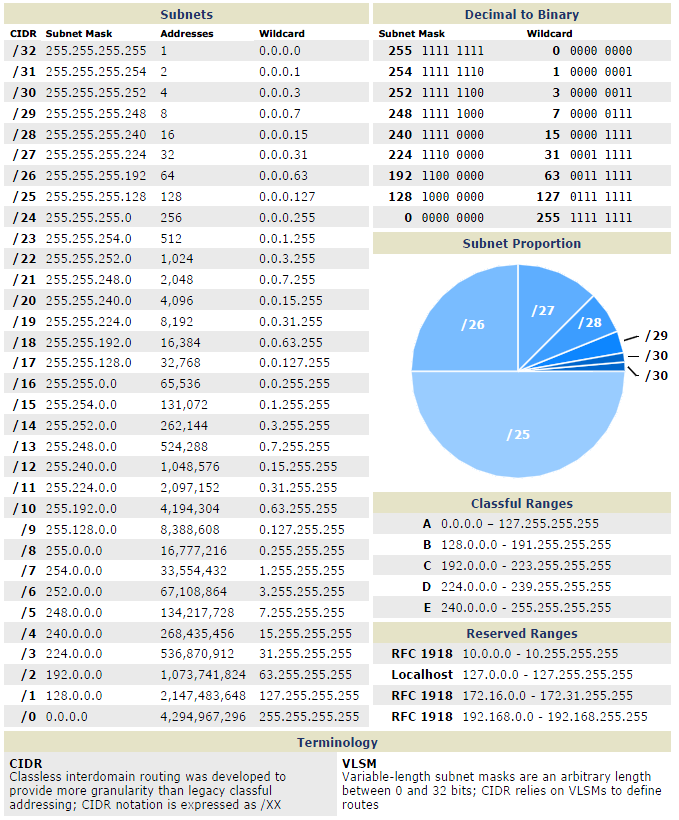 Subnets
CIDR Subnet Mask Addresses Wildcard
/32 255.255.255.255 1 0.0.0.0
/31 255.255.255.254 2 0.0.0.1
/30 255.255.255.252 4 0.0.0.3
/29 255.255.255.248 8 0.0.0.7
/28 255.255.255.240 16 0.0.0.15
/27 255.255.255.224 32 0.0.0.31
/26 255.255.255.192 64 0.0.0.63
/25 255.255.255.128 128 0.0.0.127
/24 255.255.255.0 256 0.0.0.255
/23 255.255.254.0 512 0.0.1.255
/22 255.255.252.0 1,024 0.0.3.255
/21 255.255.248.0 2,048 0.0.7.255
/20 255.255.240.0 4,096 0.0.15.255
/19 255.255.224.0 8,192 0.0.31.255
/18 255.255.192.0 16,384 0.0.63.255
/17 255.255.128.0 32,768 0.0.127.255
/16 255.255.0.0 65,536 0.0.255.255
/15 255.254.0.0 131,072 0.1.255.255
/14 255.252.0.0 262,144 0.3.255.255
/13 255.248.0.0 524,288 0.7.255.255
/12 255.240.0.0 1,048,576 0.15.255.255
/11 255.224.0.0 2,097,152 0.31.255.255
/10 255.192.0.0 4,194,304 0.63.255.255
/9 255.128.0.0 8,388,608 0.127.255.255
/8 255.0.0.0 16,777,216 0.255.255.255
/7 254.0.0.0 33,554,432 1.255.255.255
/6 252.0.0.0 67,108,864 3.255.255.255
/5 248.0.0.0 134,217,728 7.255.255.255
/4 240.0.0.0 268,435,456 15.255.255.255
/3 224.0.0.0 536,870,912 31.255.255.255
/2 192.0.0.0 1,073,741,824 63.255.255.255
/1 128.0.0.0 2,147,483,648 127.255.255.255
/0 0.0.0.0 4,294,967,296 255.255.255.255
Decimal to Binary
Subnet Mask Wildcard
255 1111 1111 0 0000 0000
254 1111 1110 1 0000 0001
252 1111 1100 3 0000 0011
248 1111 1000 7 0000 0111
240 1111 0000 15 0000 1111
224 1110 0000 31 0001 1111
192 1100 0000 63 0011 1111
128 1000 0000 127 0111 1111
0 0000 0000 255 1111 1111
Subnet Proportion
/26
/27
/28
/29
/30
/30
/25
Classful Ranges
A 0.0.0.0 – 127.255.255.255
B 128.0.0.0 - 191.255.255.255
C 192.0.0.0 - 223.255.255.255
D 224.0.0.0 - 239.255.255.255
E 240.0.0.0 - 255.255.255.255
Reserved Ranges
RFC 1918 10.0.0.0 - 10.255.255.255
Localhost 127.0.0.0 - 127.255.255.255
RFC 1918 172.16.0.0 - 172.31.255.255
RFC 1918 192.168.0.0 - 192.168.255.255
Terminology
CIDR
Classless interdomain routing was developed to
provide more granularity than legacy classful
addressing; CIDR notation is expressed as /XX
VLSM
Variable-length subnet masks are an arbitrary length
between 0 and 32 bits; CIDR relies on VLSMs to define
routes